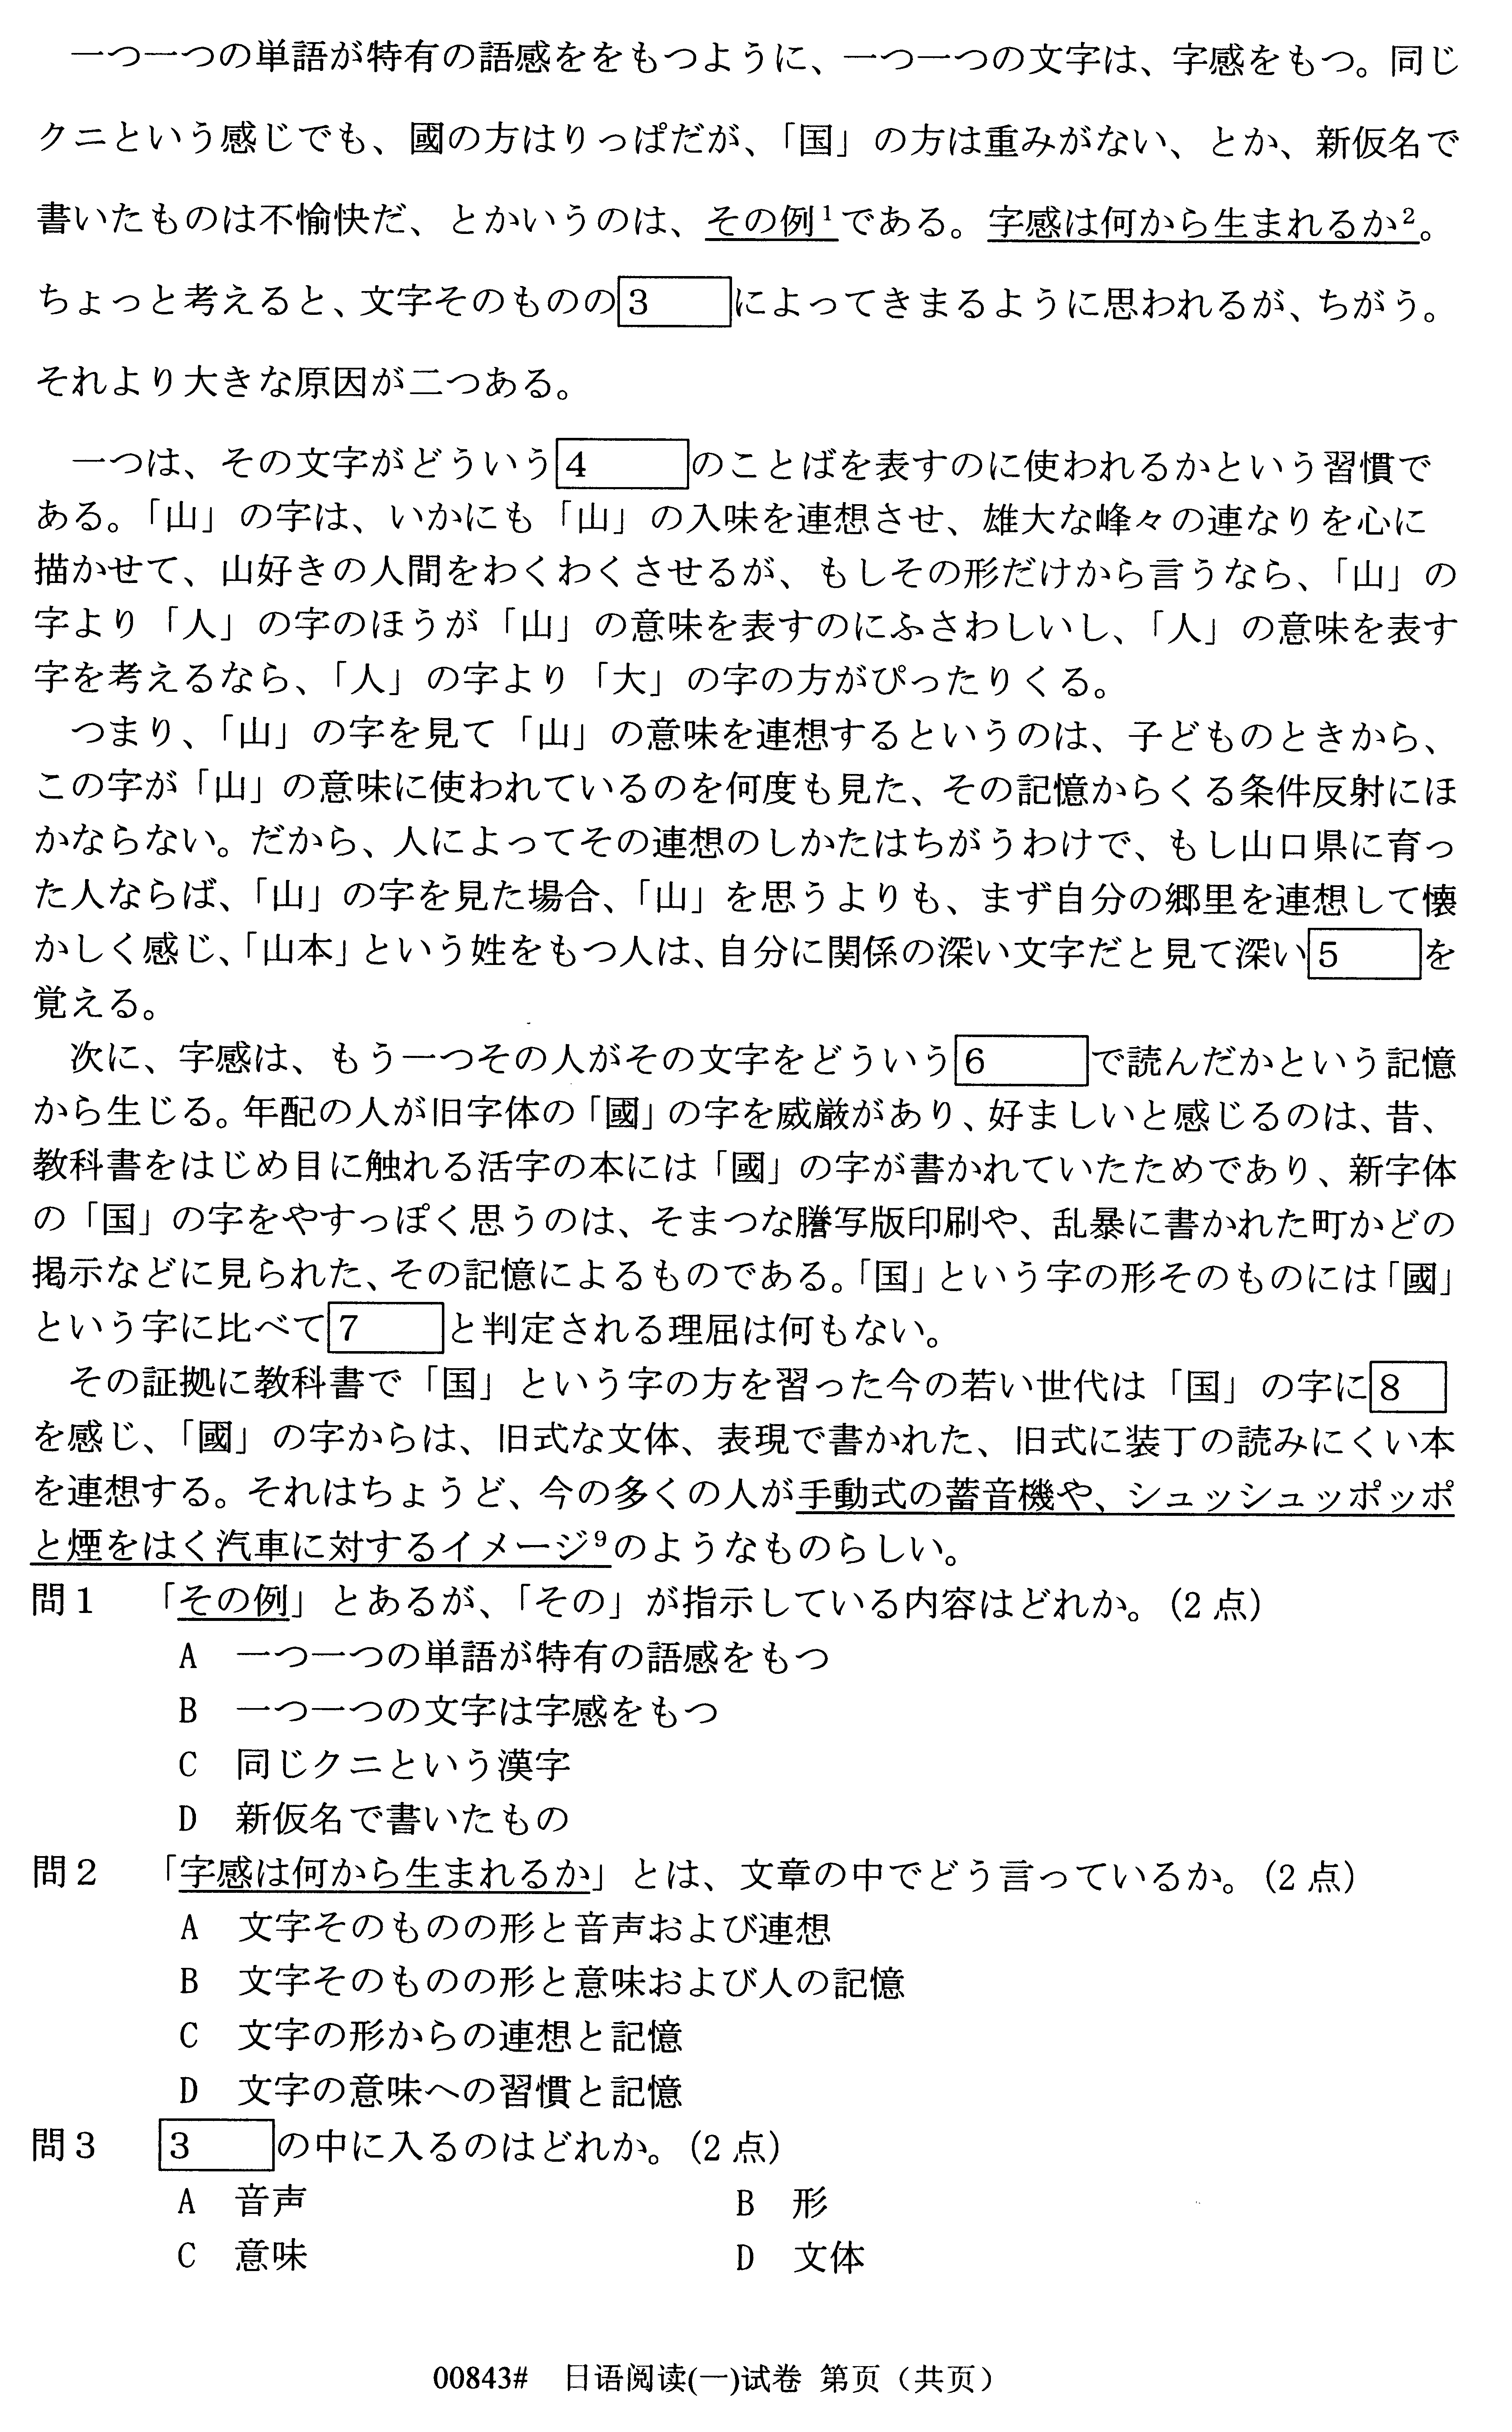 一つ一つの単語が特有の語感ををもつように、一つ一つの文字は、字感をもつ。同じ
クニという感じでも、國の方はりっぱだが、「国」の方は重みがない、とか、新仮名で
書いたものは不愉快だ、とかいうのは、その例¹である。字感は何から生まれるか²。
ちょっと考えると、文字そのものの3によってきまるように思われるが、ちがう。
それより大きな原因が二つある。
一つは、その文字がどういう4のことばを表すのに使われるかという習慣で
ある。「山」の字は、いかにも「山」の入味を連想させ、雄大な峰々の連なりを心に
描かせて、山好きの人間をわくわくさせるが、もしその形だけから言うなら、「山」の
字より「人」の字のほうが「山」の意味を表すのにふさわしいし、「人」の意味を表す
字を考えるなら、「人」の字より「大」の字の方がぴったりくる。
つまり、「山」の字を見て「山」の意味を連想するというのは、子どものときから、
この字が「山」の意味に使われているのを何度も見た、その記憶からくる条件反射にほ
かならない。だから、人によってその連想のしかたはちがうわけで、もし山口県に育っ
た人ならば、「山」の字を見た場合、「山」を思うよりも、まず自分の郷里を連想して懐
かしく感じ、「山本」という姓をもつ人は、自分に関係の深い文字だと見て深い5を
覚える。
次に、字感は、もう一つその人がその文字をどういう6で読んだかという記憶
から生じる。年配の人が旧字体の「國」の字を威厳があり、好ましいと感じるのは、昔、
教科書をはじめ目に触れる活字の本には「國」の字が書かれていたためであり、新字体
の「国」の字をやすっぽく思うのは、そまつな謄写版印刷や、乱暴に書かれた町かどの
掲示などに見られた、その記憶によるものである。「国」という字の形そのものには「國」
という字に比べて7と判定される理屈は何もない。
その証拠に教科書で「国」という字の方を習った今の若い世代は「国」の字に8
を感じ、「國」の字からは、旧式な文体、表現で書かれた、旧式に装丁の読みにくい本
を連想する。それはちょうど、今の多くの人が手動式の蓄音機や、シュッシュッポッポ
と煙をはく汽車に対するイメージ⁹のようなものらしい。
問1 「その例」とあるが、「その」が指示している内容はどれか。(2点)
A 一つ一つの単語が特有の語感をもつ
B 一つ一つの文字は字感をもつ
C 同じクニという漢字
D 新仮名で書いたもの
問2 「字感は何から生まれるか」とは、文章の中でどう言っているか。(2点)
A 文字そのものの形と音声および連想
B 文字そのものの形と意味および人の記憶
C 文字の形からの連想と記憶
D 文字の意味への習慣と記憶
問3 3の中に入るのはどれか。(2点)
A 音声 B 形
C 意味 D 文体
00843# 日语阅读(一)试卷 第页(共页)